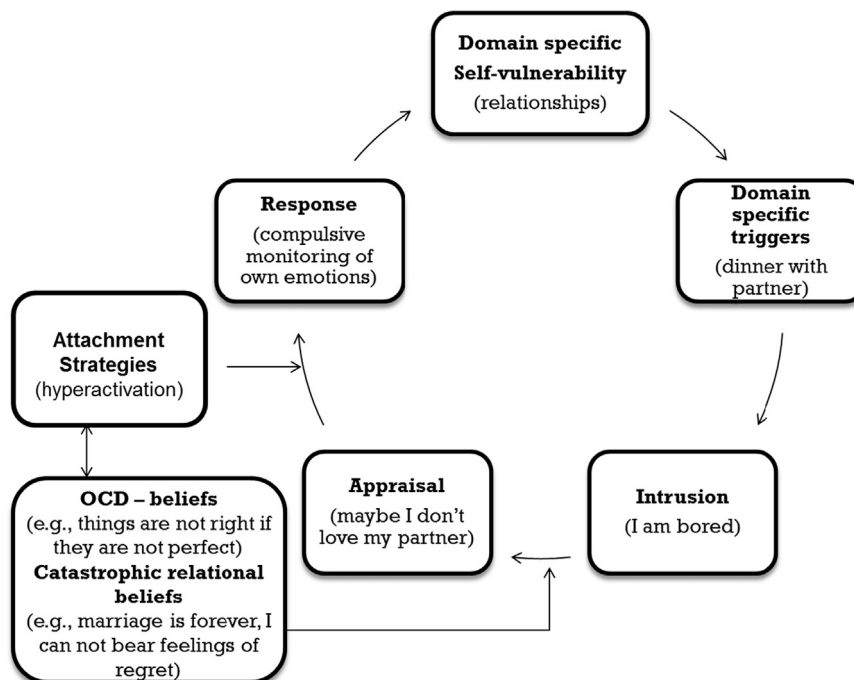 Domain specific
Self-vulnerability
(relationships)
Response
(compulsive
monitoring of
own emotions)
Domain
specific
triggers
(dinner with
partner)
Attachment
Strategies
(hyperactivation)
Appraisal
(maybe I don’t
love my partner)
Intrusion
(I am bored)
OCD – beliefs
(e.g., things are not right if
they are not perfect)
Catastrophic relational
beliefs
(e.g., marriage is forever, I
can not bear feelings of
regret)